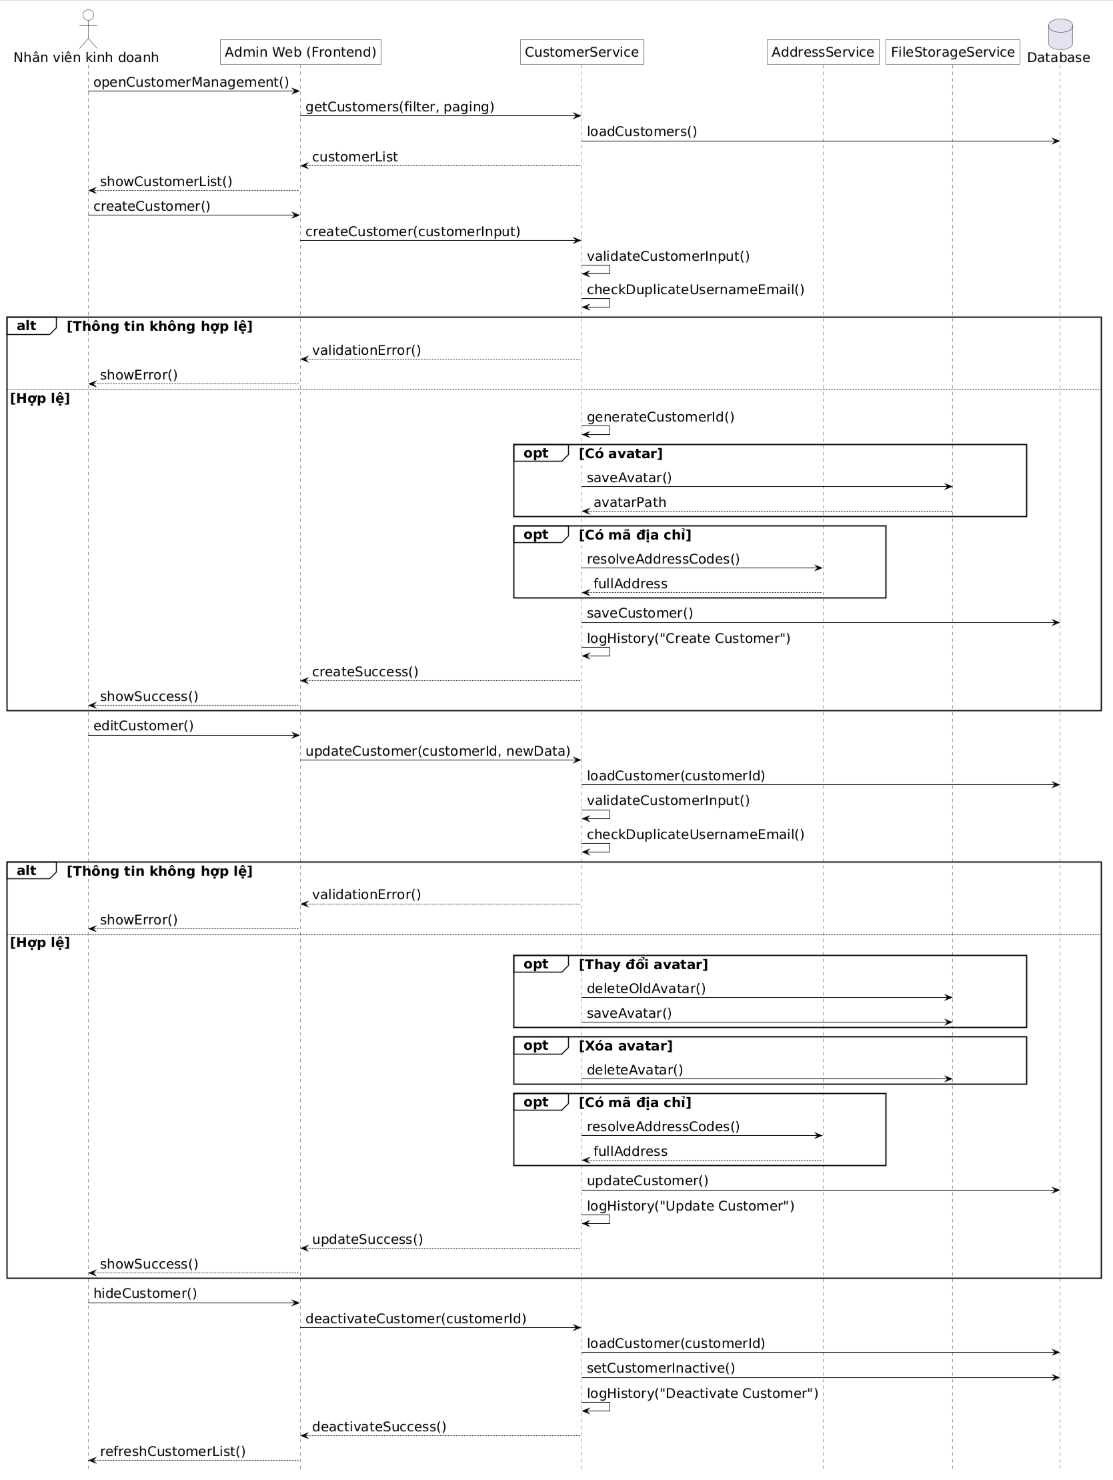 Nhân viên kinh doanh
Admin Web (Frontend)
CustomerService
AddressService
FileStorageService
Database
openCustomerManagement()
getCustomers(filter, paging)
loadCustomers()
customerList
showCustomerList()
createCustomer()
createCustomer(customerInput)
validateCustomerInput()
checkDuplicateUsernameEmail()
alt [Thông tin không hợp lệ]
validationError()
showError()
[Hợp lệ]
generateCustomerId()
opt [Có avatar]
saveAvatar()
avatarPath
opt [Có mã địa chỉ]
resolveAddressCodes()
fullAddress
saveCustomer()
logHistory("Create Customer")
createSuccess()
showSuccess()
editCustomer()
updateCustomer(customerId, newData)
loadCustomer(customerId)
validateCustomerInput()
checkDuplicateUsernameEmail()
alt [Thông tin không hợp lệ]
validationError()
showError()
[Hợp lệ]
opt [Thay đổi avatar]
deleteOldAvatar()
saveAvatar()
opt [Xóa avatar]
deleteAvatar()
opt [Có mã địa chỉ]
resolveAddressCodes()
fullAddress
updateCustomer()
logHistory("Update Customer")
updateSuccess()
showSuccess()
hideCustomer()
deactivateCustomer(customerId)
loadCustomer(customerId)
setCustomerInactive()
logHistory("Deactivate Customer")
deactivateSuccess()
refreshCustomerList()